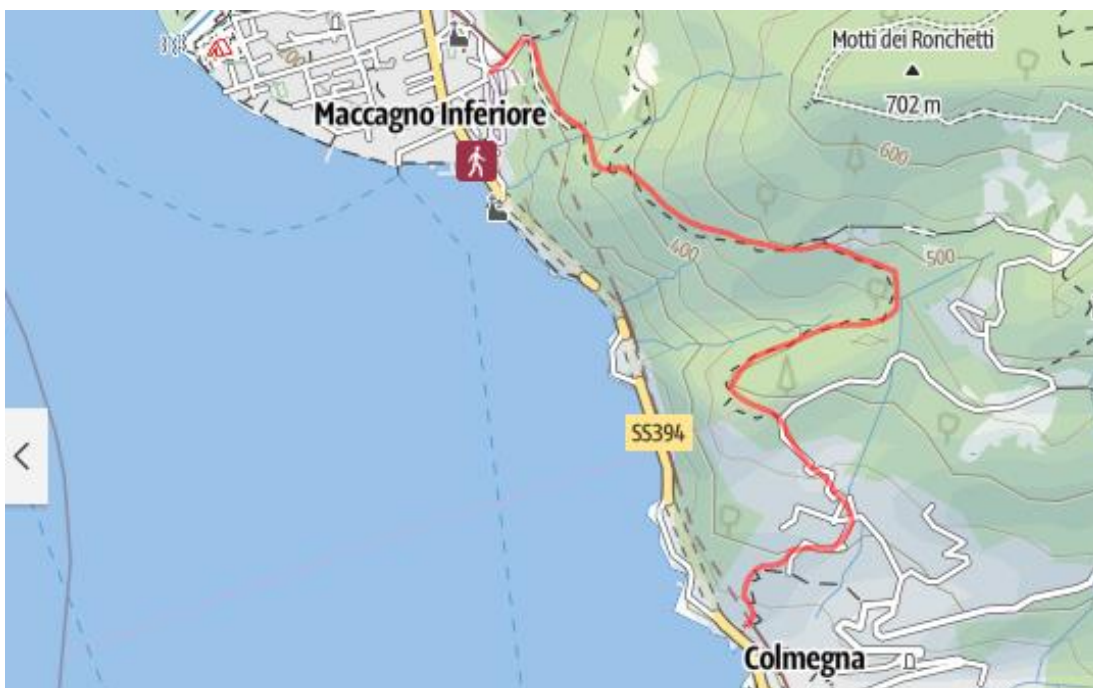 Motti dei Ronchetti
702 m
Maccagno Inferiore
600
400
500
SS394
Colmegna